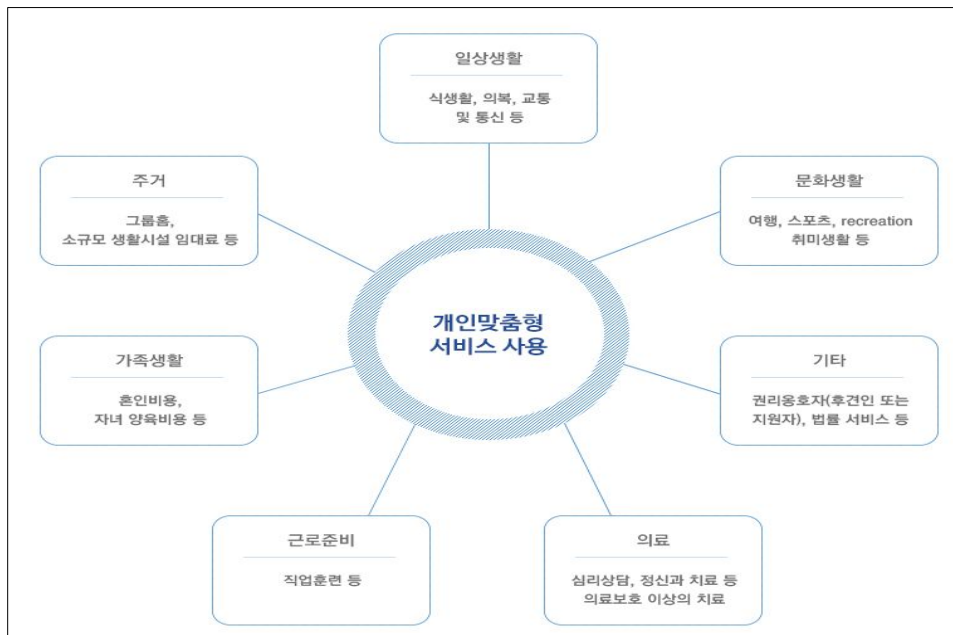 일상생활
식생활, 의복, 교통
및 통신 등
주거
그룹홈,
소규모 생활시설 임대료 등
문화생활
여행, 스포츠, recreation
취미생활 등
개인맞춤형
서비스 사용
가족생활
혼인비용,
자녀 양육비용 등
기타
권리옹호자(후견인 또는
지원자), 법률 서비스 등
근로준비
직업훈련 등
의료
심리상담, 정신과 치료 등
의료보호 이상의 치료